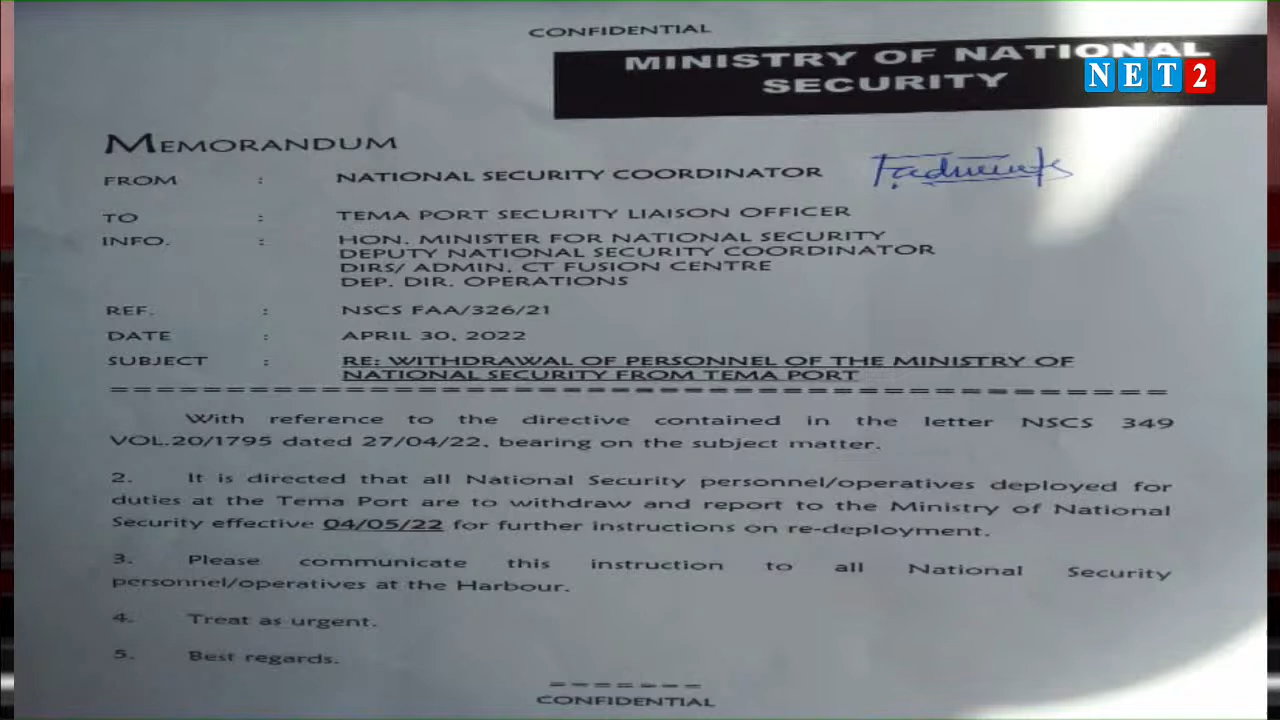 CONFIDENTIAL
MINISTRY OF NATIONAL
SECURITY
NET2
MEMORANDUM
FROM : NATIONAL SECURITY COORDINATOR
TO : TEMA PORT SECURITY LIAISON OFFICER
INFO. : HON. MINISTER FOR NATIONAL SECURITY
DEPUTY NATIONAL SECURITY COORDINATOR
DIRS/ ADMIN, CT FUSION CENTRE
DEP. DIR. OPERATIONS
REF. : NSCS FAA/326/21
DATE : APRIL 30, 2022
SUBJECT : RE: WITHDRAWAL OF PERSONNEL OF THE MINISTRY OF
NATIONAL SECURITY FROM TEMA PORT
With reference to the directive contained in the letter NSCS 349
VOL.20/1795 dated 27/04/22, bearing on the subject matter.
2. It is directed that all National Security personnel/operatives deployed for
duties at the Tema Port are to withdraw and report to the Ministry of National
Security effective 04/05/22 for further instructions on re-deployment.
3. Please communicate this instruction to all National Security
personnel/operatives at the Harbour.
4. Treat as urgent.
5. Best regards.
CONFIDENTIAL